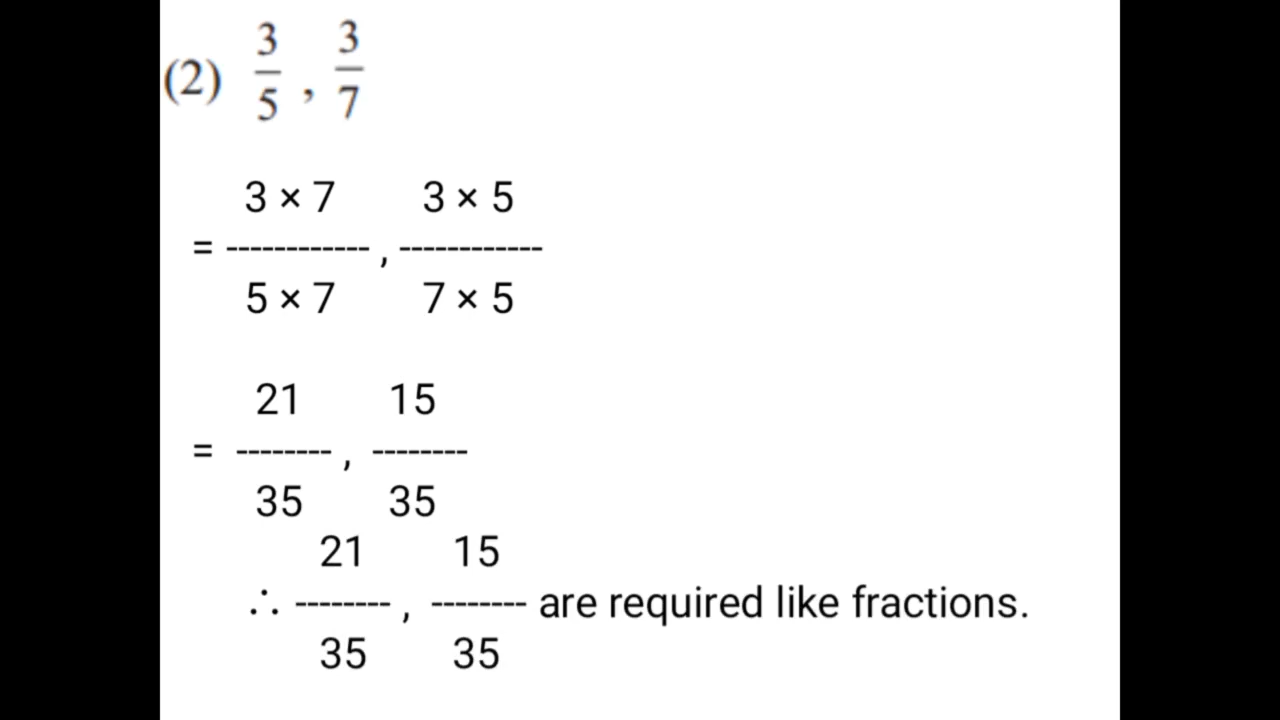 (2) 3/5 , 3/7
3 × 7 3 × 5
= ------------ , ------------
5 × 7 7 × 5
21 15
= -------- , --------
35 35
21 15
∴ -------- , -------- are required like fractions.
35 35